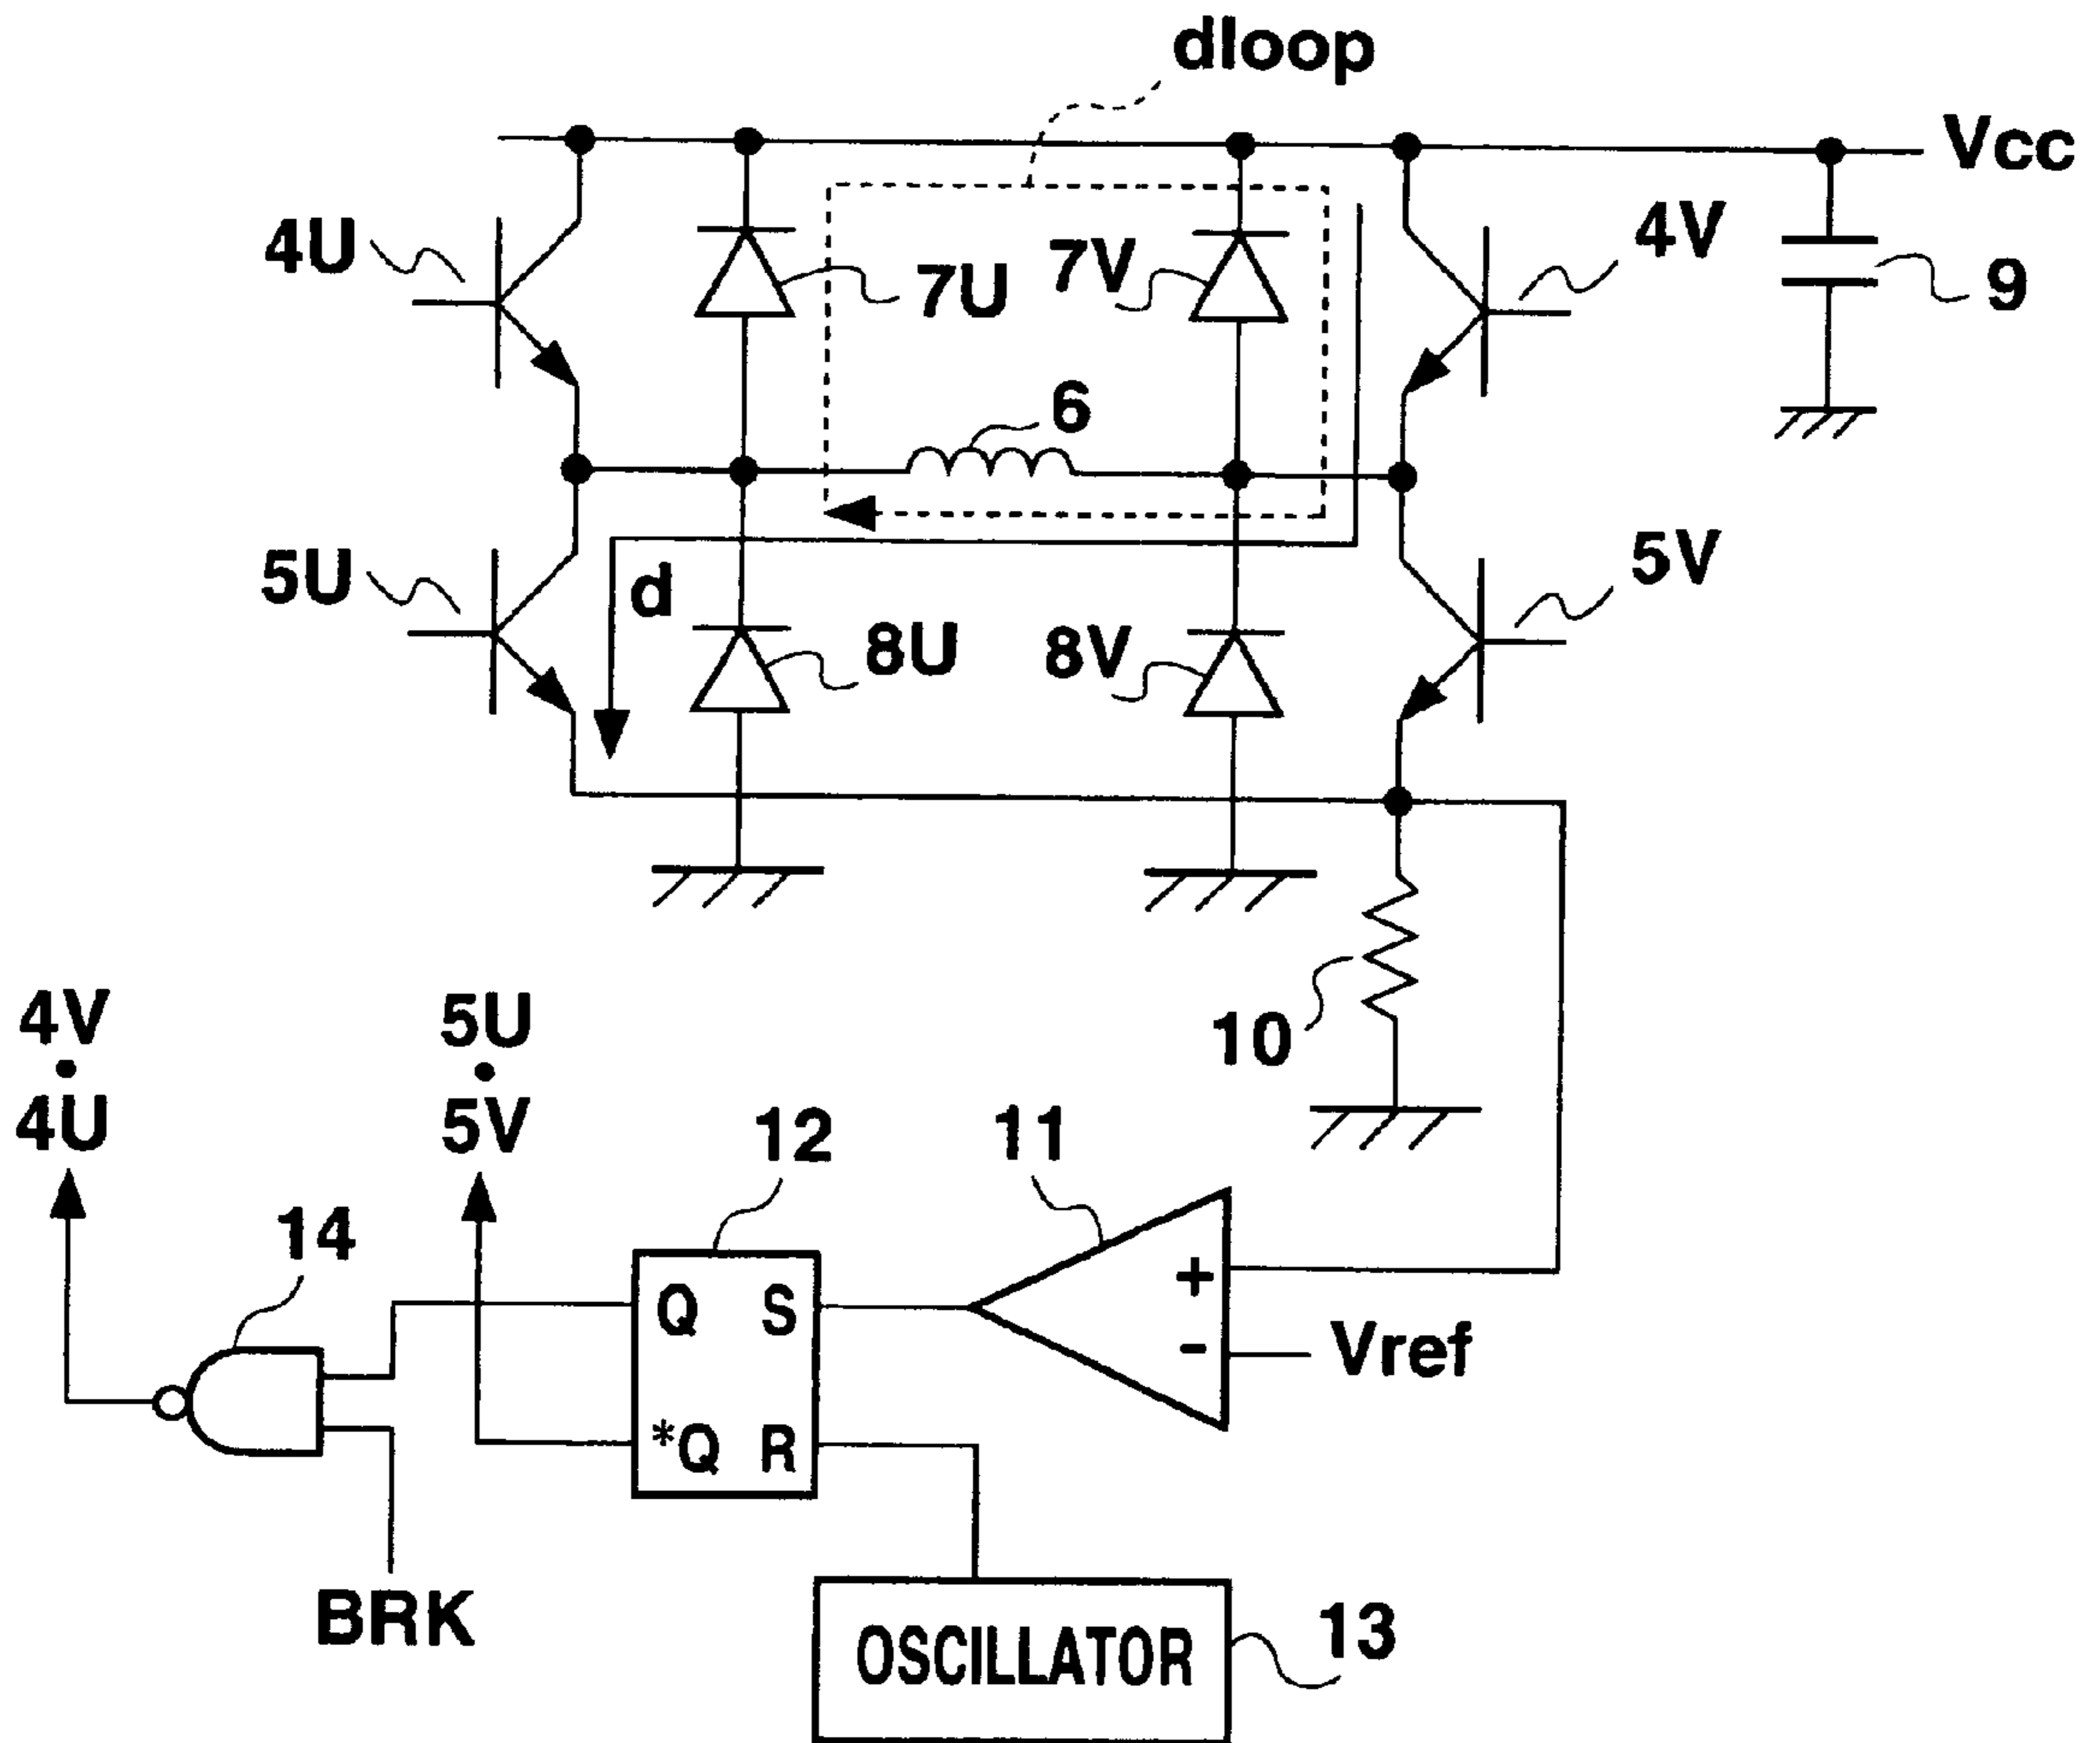 dloop
Vcc
4U
7U
7V
4V
9
6
5U
d
8U
8V
5V
10
4V
•
4U
5U
•
5V
14
12
11
Q S
*Q R
+
-
Vref
BRK
OSCILLATOR
13